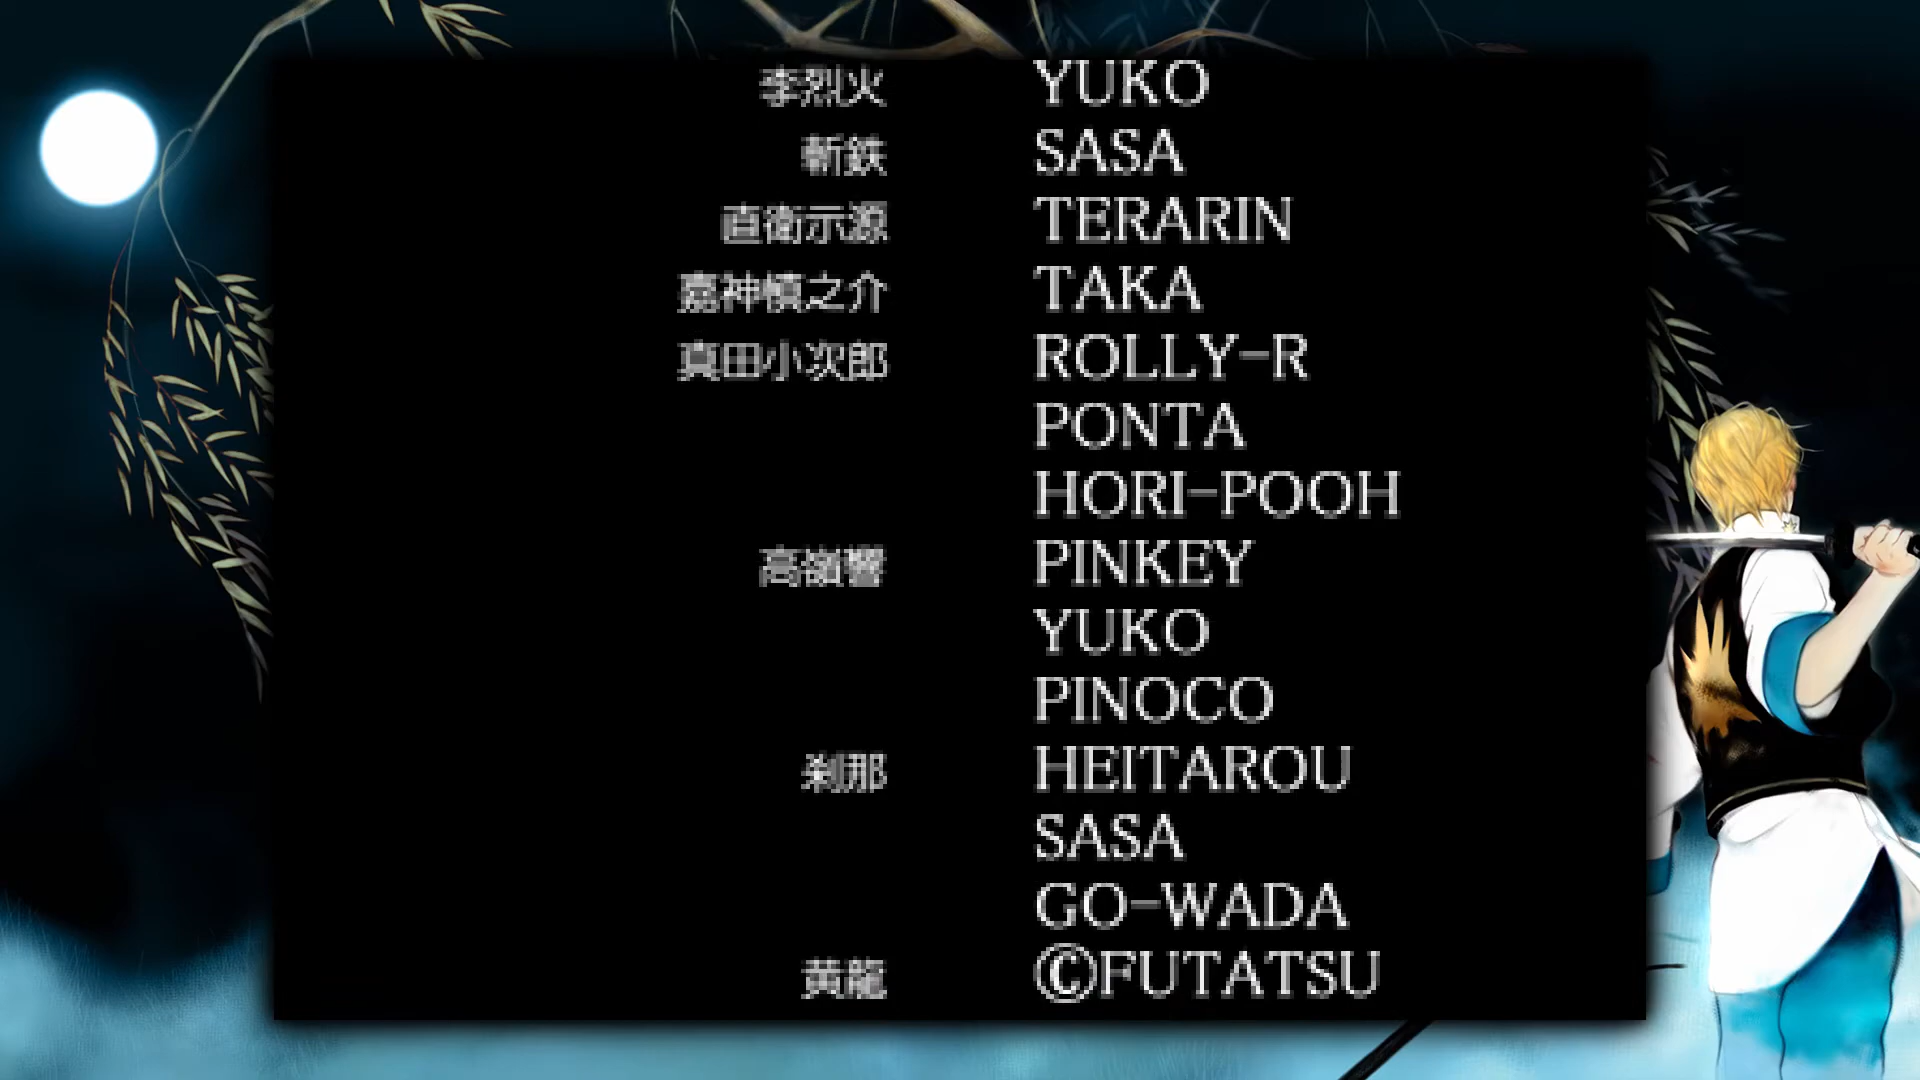 李烈火 YUKO
斬鉄 SASA
直衛示源 TERARIN
嘉神慎之介 TAKA
真田小次郎 ROLLY-R
PONTA
HORI-POOH
高嶺響 PINKEY
YUKO
PINOCO
刹那 HEITAROU
SASA
GO-WADA
黄龍 ©FUTATSU